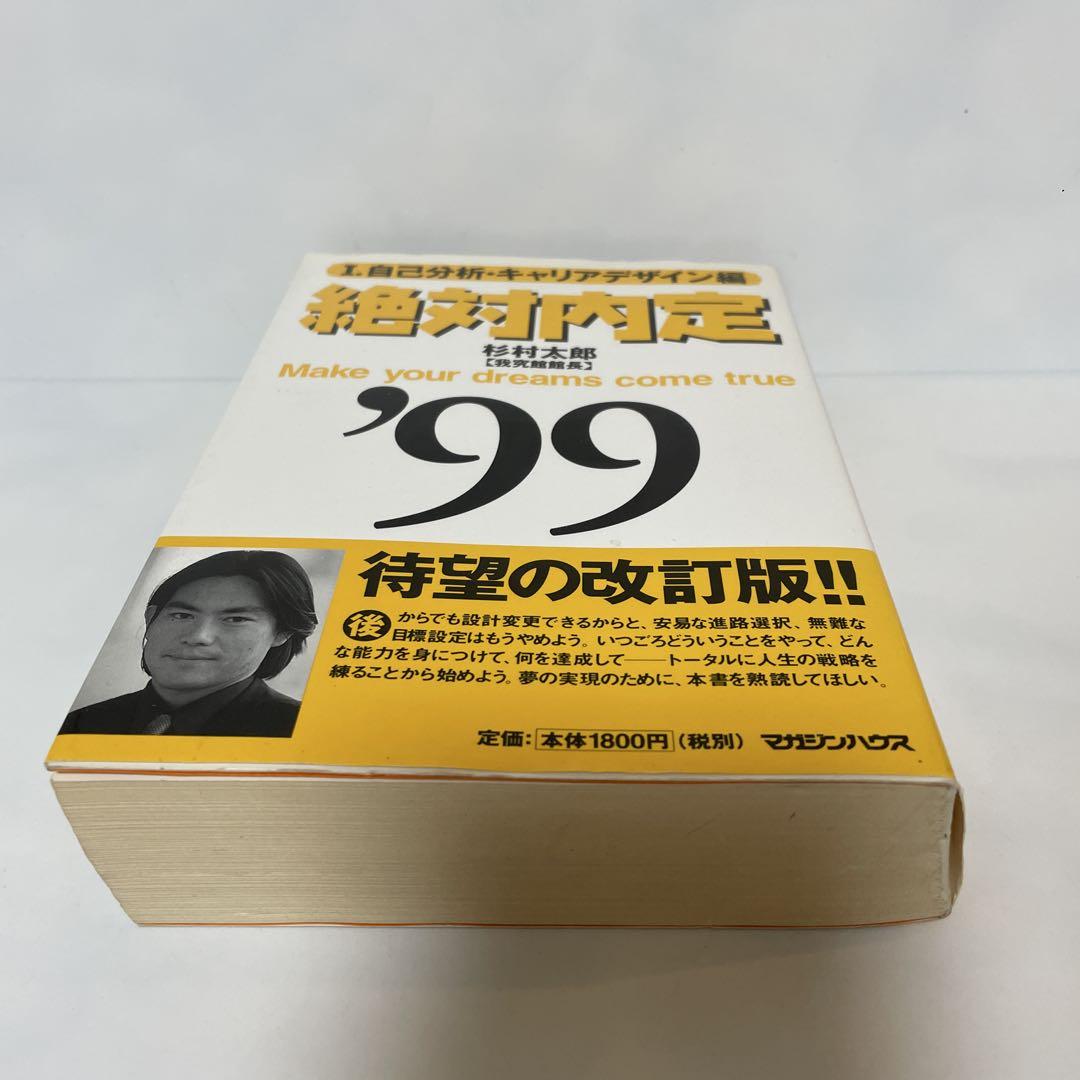 I. 自己分析・キャリアデザイン編
絶対内定
杉村太郎
【我究館館長】
Make your dreams come true
'99
待望の改訂版!!
後からでも設計変更できるからと、安易な進路選択、無難な
目標設定はもうやめよう。いつごろどういうことをやって、どん
な能力を身につけて、何を達成して――トータルに人生の戦略を
練ることから始めよう。夢の実現のために、本書を熟読してほしい。
定価：本体1800円（税別） マガジンハウス